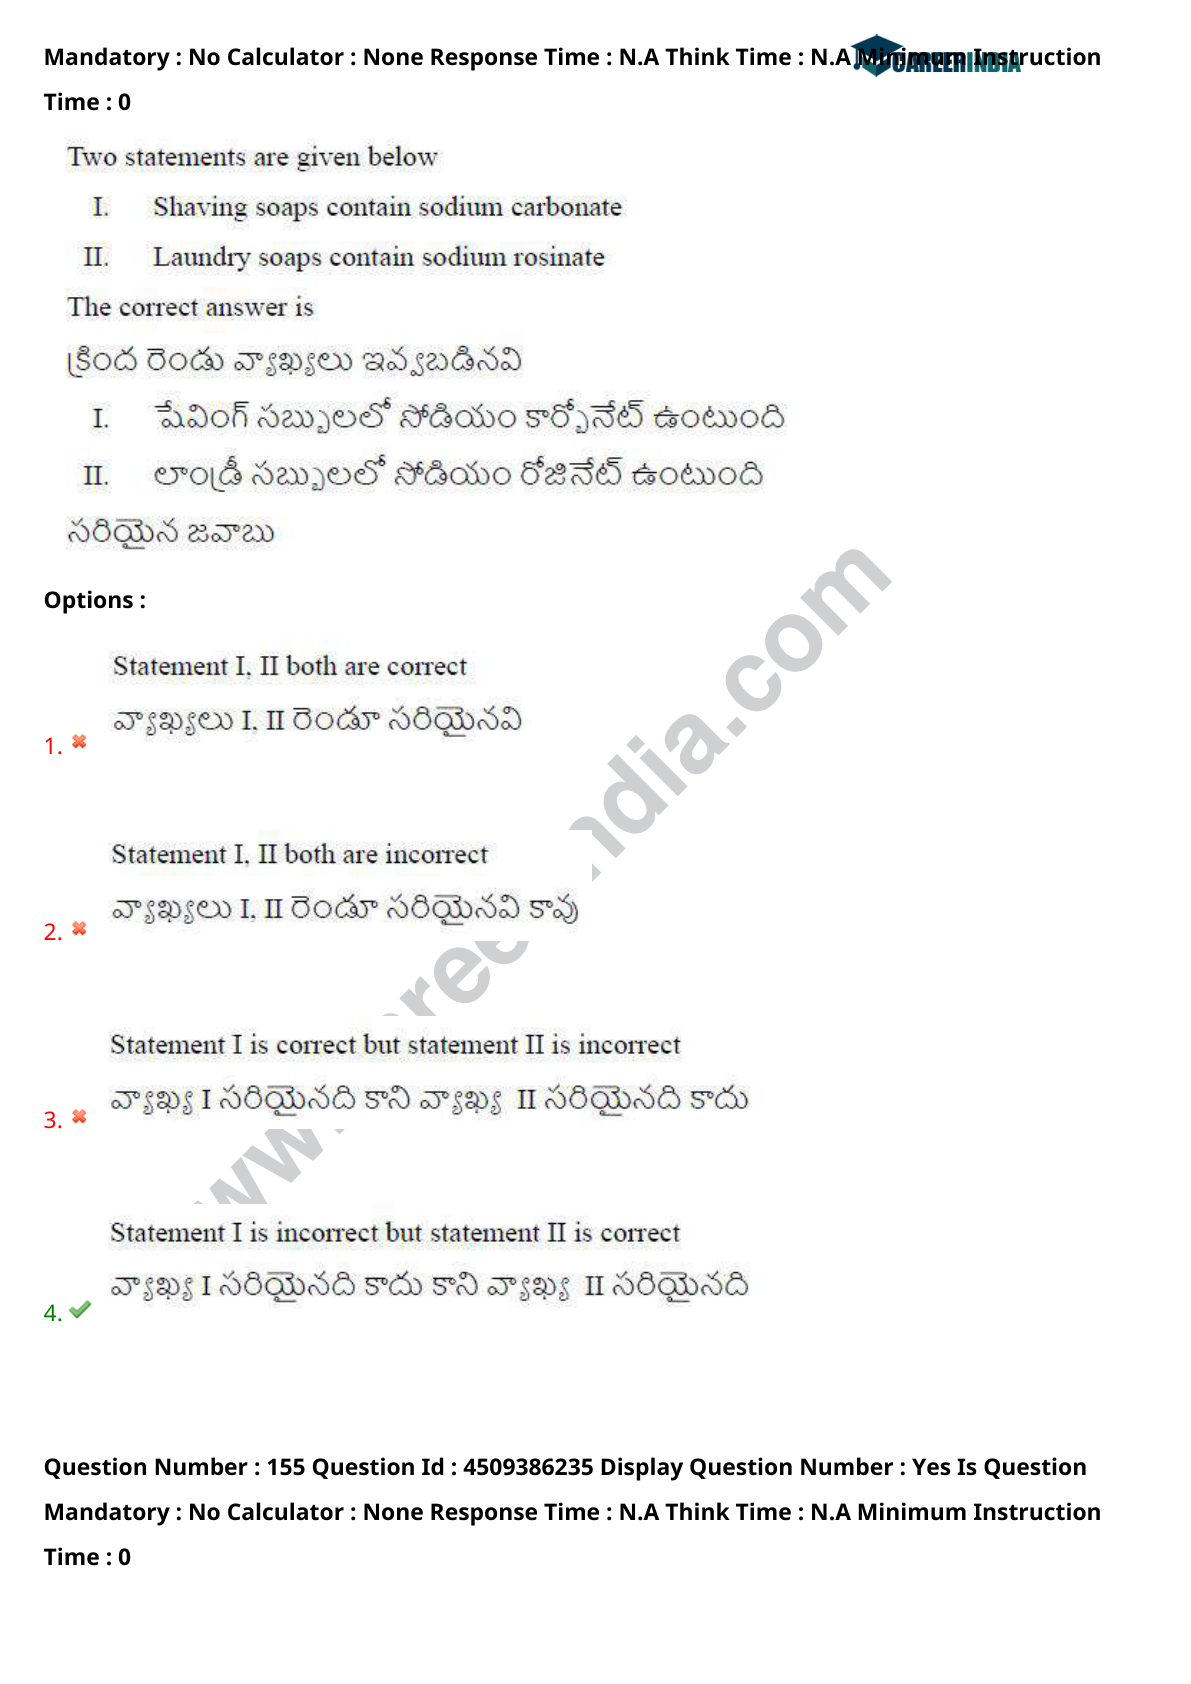 Mandatory : No Calculator : None Response Time : N.A Think Time : N.A Minimum Instruction
CAREERINDIA
Time : 0
Two statements are given below
I. Shaving soaps contain sodium carbonate
II. Laundry soaps contain sodium rosinate
The correct answer is
క్రింద రెండు వ్యాఖ్యలు ఇవ్వబడినవి
I. షేవింగ్ సబ్బులలో సోడియం కార్బోనేట్ ఉంటుంది
II. లాండ్రీ సబ్బులలో సోడియం రోజినేట్ ఉంటుంది
సరియైన జవాబు
Options :
Statement I, II both are correct
వ్యాఖ్యలు I, II రెండూ సరియైనవి
1.
Statement I, II both are incorrect
వ్యాఖ్యలు I, II రెండూ సరియైనవి కావు
2.
Statement I is correct but statement II is incorrect
వ్యాఖ్య I సరియైనది కాని వ్యాఖ్య II సరియైనది కాదు
3.
Statement I is incorrect but statement II is correct
వ్యాఖ్య I సరియైనది కాదు కాని వ్యాఖ్య II సరియైనది
4.
Question Number : 155 Question Id : 4509386235 Display Question Number : Yes Is Question
Mandatory : No Calculator : None Response Time : N.A Think Time : N.A Minimum Instruction
Time : 0